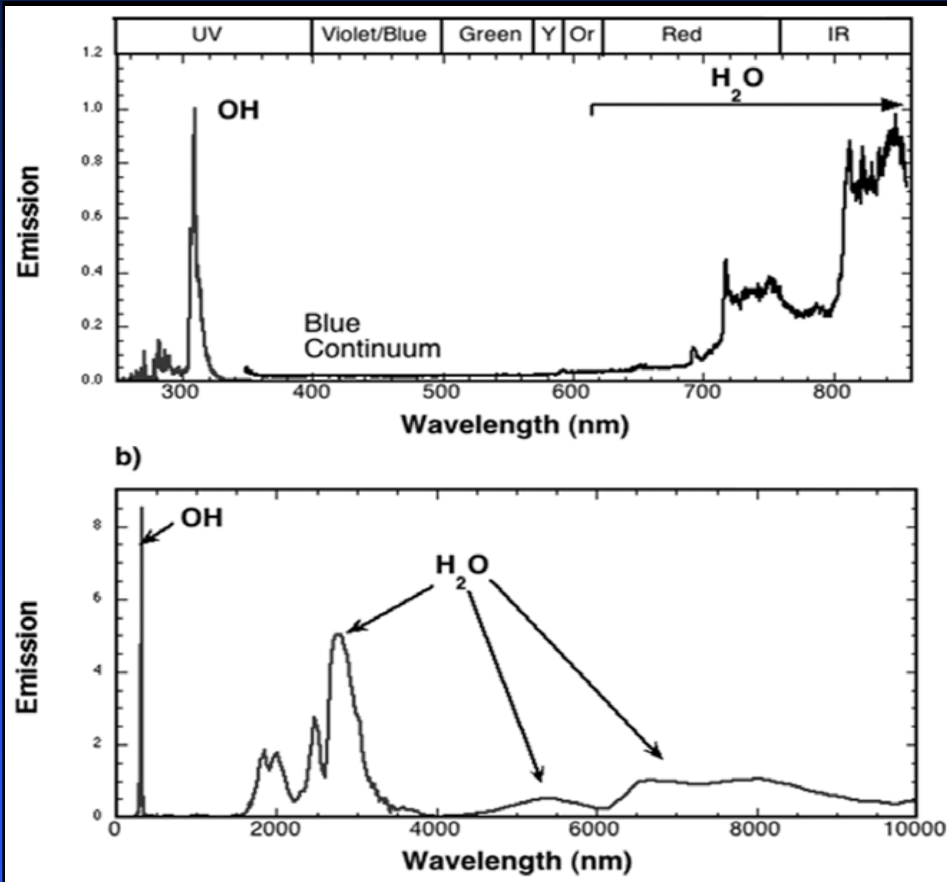 UV Violet/Blue Green Y Or Red IR
1.2
H₂O
1.0
OH
0.8
0.6
0.4
0.2
Blue
Continuum
0.0
300 400 500 600 700 800
Emission
Wavelength (nm)
b)
8
OH
H₂O
6
4
2
0
0 2000 4000 6000 8000 10000
Emission
Wavelength (nm)